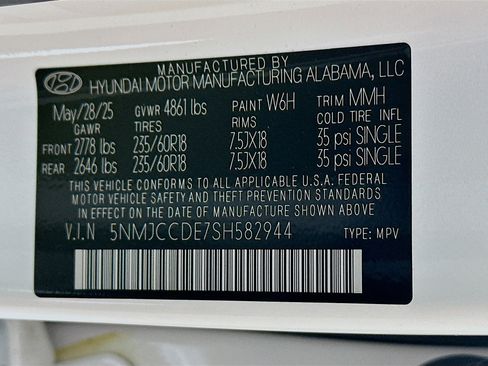 MANUFACTURED BY
HYUNDAI MOTOR MANUFACTURING ALABAMA, LLC
May/28/25 GVWR 4861 lbs PAINT W6H TRIM MMH
GAWR TIRES RIMS COLD TIRE INFL
FRONT 2778 lbs 235/60R18 7.5JX18 35 psi SINGLE
REAR 2646 lbs 235/60R18 7.5JX18 35 psi SINGLE
THIS VEHICLE CONFORMS TO ALL APPLICABLE U.S.A. FEDERAL
MOTOR VEHICLE SAFETY AND THEFT PREVENTION STANDARDS
IN EFFECT ON THE DATE OF MANUFACTURE SHOWN ABOVE.
V.I.N 5NMJCCDE7SH582944 TYPE: MPV